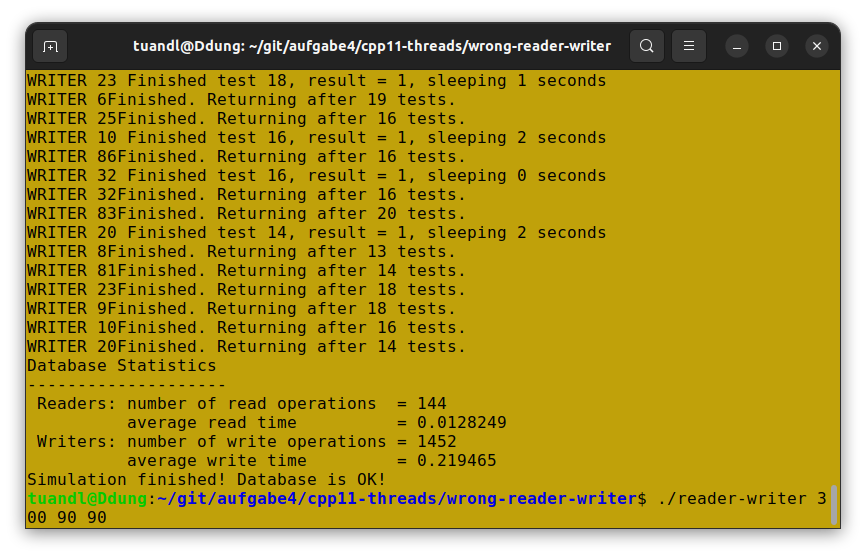 tuandl@Ddung: ~/git/aufgabe4/cpp11-threads/wrong-reader-writer
WRITER 23 Finished test 18, result = 1, sleeping 1 seconds
WRITER 6Finished. Returning after 19 tests.
WRITER 25Finished. Returning after 16 tests.
WRITER 10 Finished test 16, result = 1, sleeping 2 seconds
WRITER 86Finished. Returning after 16 tests.
WRITER 32 Finished test 16, result = 1, sleeping 0 seconds
WRITER 32Finished. Returning after 16 tests.
WRITER 83Finished. Returning after 20 tests.
WRITER 20 Finished test 14, result = 1, sleeping 2 seconds
WRITER 8Finished. Returning after 13 tests.
WRITER 81Finished. Returning after 14 tests.
WRITER 23Finished. Returning after 18 tests.
WRITER 9Finished. Returning after 18 tests.
WRITER 10Finished. Returning after 16 tests.
WRITER 20Finished. Returning after 14 tests.
Database Statistics
--------------------
 Readers: number of read operations  = 144
          average read time          = 0.0128249
 Writers: number of write operations = 1452
          average write time         = 0.219465
Simulation finished! Database is OK!
tuandl@Ddung:~/git/aufgabe4/cpp11-threads/wrong-reader-writer$ ./reader-writer 3
00 90 90